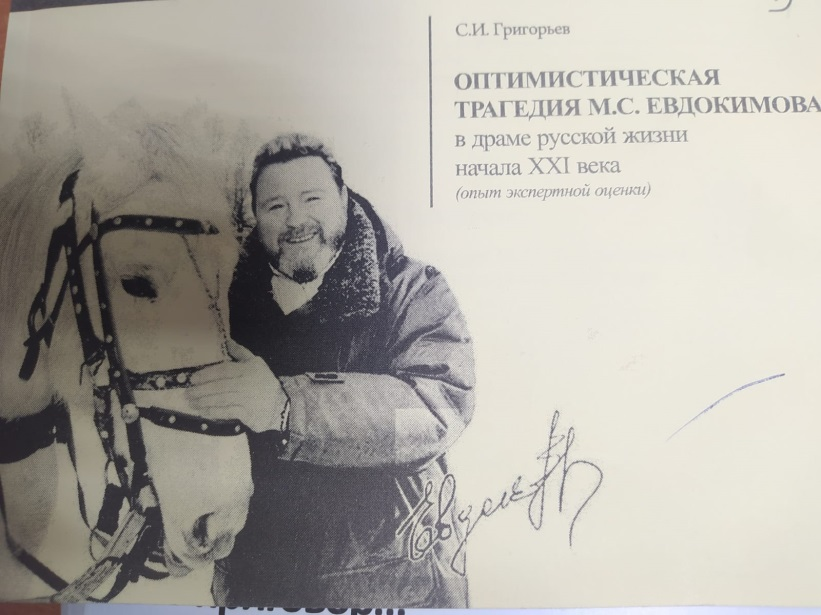 С.И. Григорьев
ОПТИМИСТИЧЕСКАЯ
ТРАГЕДИЯ М.С. ЕВДОКИМОВА
в драме русской жизни
начала XXI века
(опыт экспертной оценки)